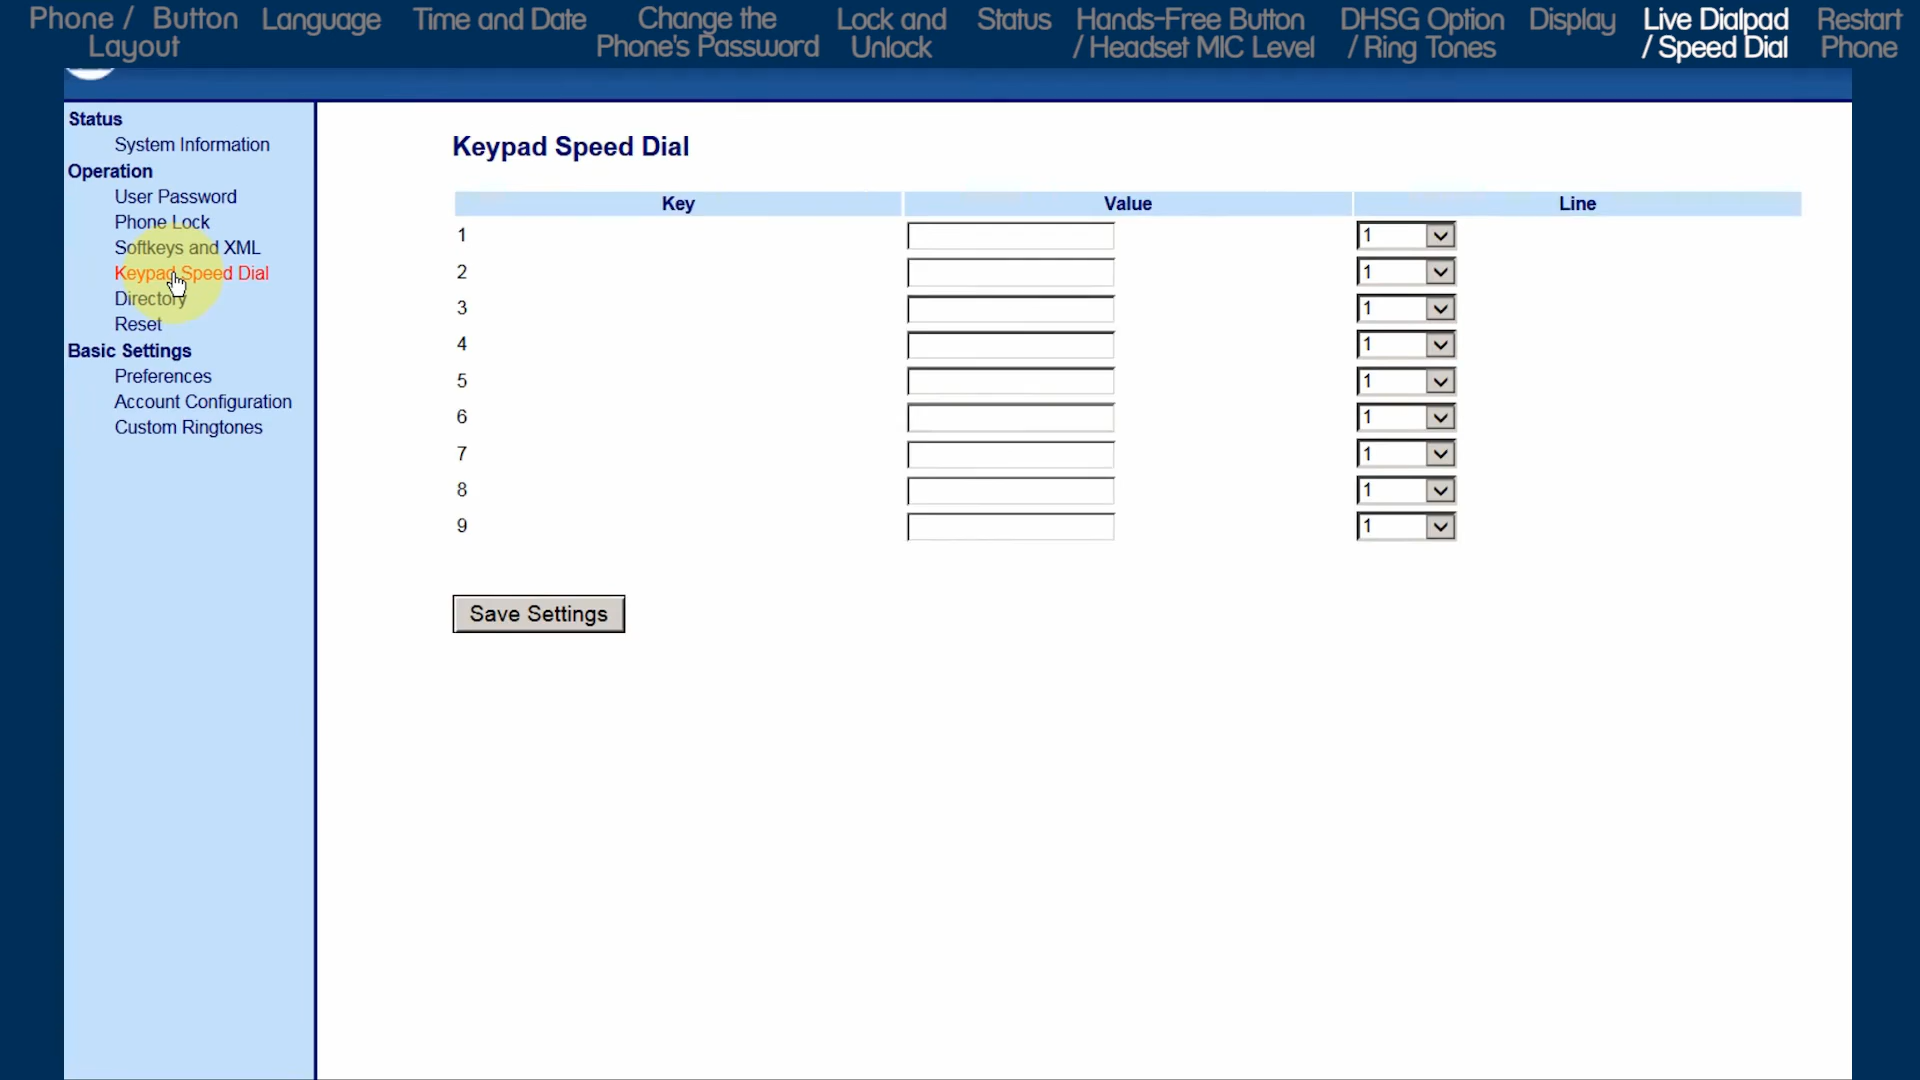 Phone / Button Layout
Language
Time and Date
Change the Phone's Password
Lock and Unlock
Status
Hands-Free Button / Headset MIC Level
DHSG Option / Ring Tones
Display
Live Dialpad / Speed Dial
Restart Phone
Status
System Information
Operation
User Password
Phone Lock
Softkeys and XML
Keypad Speed Dial
Directory
Reset
Basic Settings
Preferences
Account Configuration
Custom Ringtones
Keypad Speed Dial
Key Value Line
1 1
2 1
3 1
4 1
5 1
6 1
7 1
8 1
9 1
Save Settings